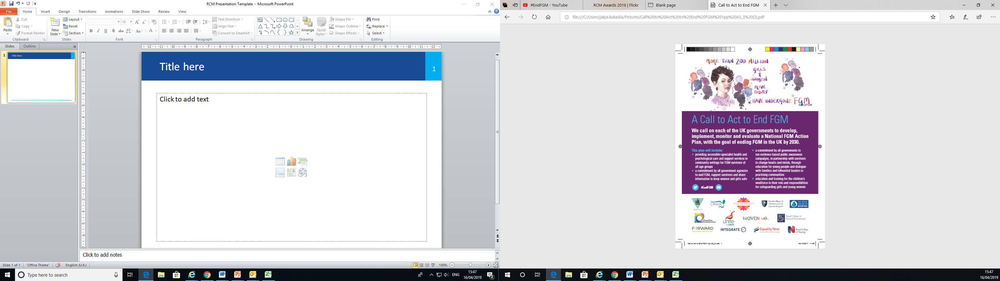 RCM Presentation Template - Microsoft PowerPoint
File Home Insert Design Transitions Animations Slide Show Review View
Paste
Cut
Copy
Format Painter
Clipboard
New Slide
Layout
Reset
Section
Slides
18
Font
Paragraph
Text Direction
Align Text
Convert to SmartArt
Arrange
Quick Styles
Shape Fill
Shape Outline
Shape Effects
Drawing
Find
Replace
Select
Editing
Slides Outline
1
Title here
Title here
1
Click to add text
Click to add notes
Slide 1 of 1 "Office Theme" English (U.K.) 100%
Type here to search
ENG
15:47
16/04/2019
#EndFGM - YouTube
RCM Awards 2019 | Flickr
Blank page
Call to Act to End FGM
file:///C:/Users/jalpa.kukadia/Pictures/Call%20to%20Act%20to%20End%20FGM%201pp%20A5_3%20(2).pdf
MORE THAN 200 MILLION
GIRLS
&
WOMEN
ALIVE
TODAY
HAVE UNDERGONE FGM
#EndFGM
A Call to Act to End FGM
We call on each of the UK governments to develop,
implement, monitor and evaluate a National FGM Action
Plan, with the goal of ending FGM in the UK by 2030.
This plan will include:
• providing accessible specialist health and
psychological care and support services in
community settings for FGM survivors of
all age groups
• a commitment by all government agencies
to end FGM, support survivors and share
information to keep women and girls safe
• a commitment by all governments to
run evidence-based public awareness
campaigns, in partnership with survivors
to change hearts and minds, through
education for young people and dialogue
with families and influential leaders in
practising communities
• education and training for the children's
workforce in their role and responsibilities
for safeguarding girls and young women
#EndFGM
GIRL
CPHVA
DAHLIA PROJECT
Royal College of
Obstetricians &
Gynaecologists
THE ROYAL
COLLEGE OF
MIDWIVES
Creative
Connection
unite
WOVEN ink
RC
GP
Royal College of
General Practitioners
FORWARD
INTEGRATE
Equality Now
Royal College
of Nursing
Call to Act to End FGM 1pp A5_3.indd 1
15:47
16/04/2019